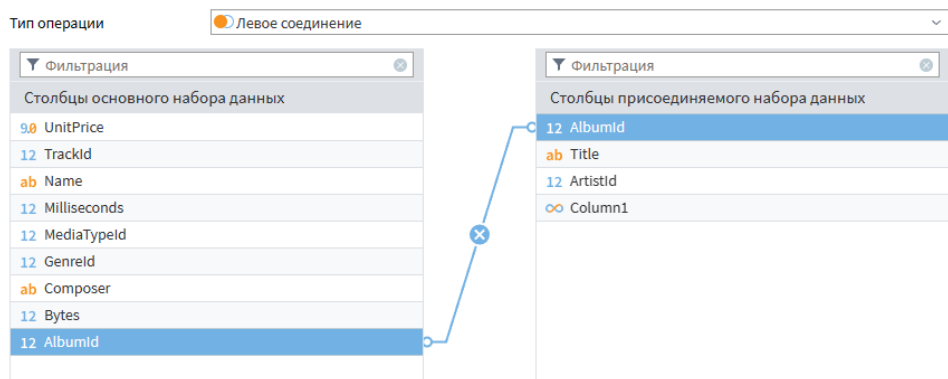 Тип операции
Левое соединение
Фильтрация
Столбцы основного набора данных
9.0 UnitPrice
12 TrackId
ab Name
12 Milliseconds
12 MediaTypeId
12 GenreId
ab Composer
12 Bytes
12 AlbumId
Фильтрация
Столбцы присоединяемого набора данных
12 AlbumId
ab Title
12 ArtistId
Column1